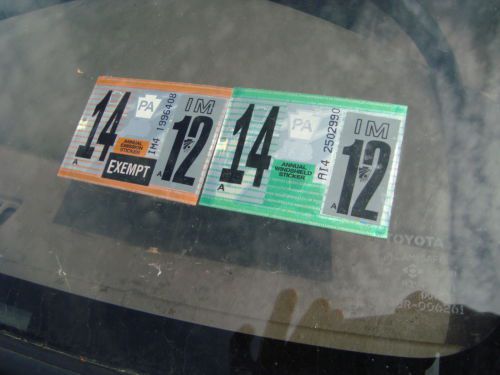 14
PA
IM
IM4 1996408
12
ANNUAL
EMISSION
STICKER
EXEMPT
A
A
14
PA
IM
AI4 2502990
12
ANNUAL
WINDSHIELD
STICKER
A
A
TOYOTA